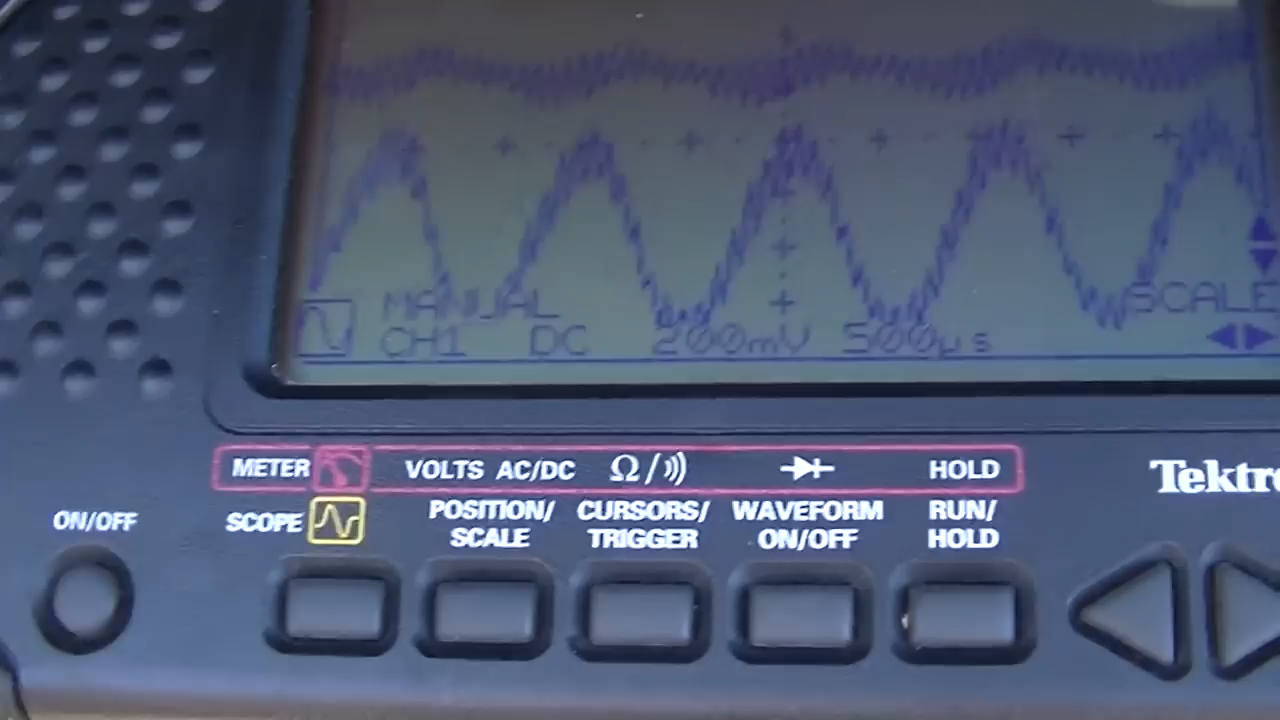 MANUAL SCALE
CH1 DC 200mV 500µs
METER VOLTS AC/DC Ω HOLD
ON/OFF SCOPE POSITION/ SCALE CURSORS/ TRIGGER WAVEFORM ON/OFF RUN/ HOLD
Tektro